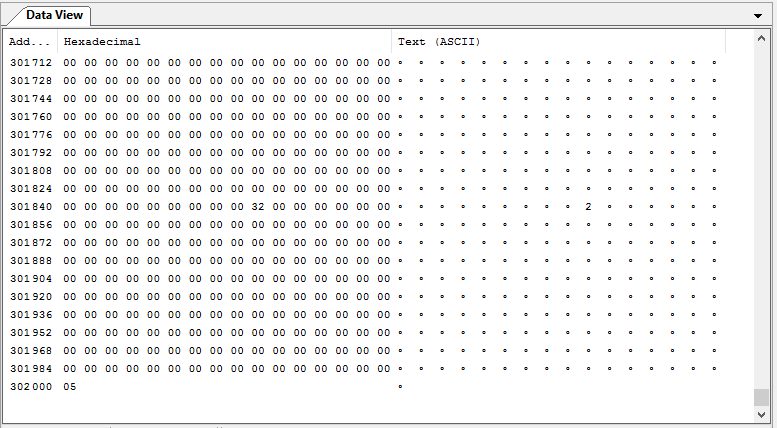 Data View
Add... Hexadecimal Text (ASCII)
301712 00 00 00 00 00 00 00 00 00 00 00 00 00 00 00 00 ▫ ▫ ▫ ▫ ▫ ▫ ▫ ▫ ▫ ▫ ▫ ▫ ▫ ▫ ▫ ▫
301728 00 00 00 00 00 00 00 00 00 00 00 00 00 00 00 00 ▫ ▫ ▫ ▫ ▫ ▫ ▫ ▫ ▫ ▫ ▫ ▫ ▫ ▫ ▫ ▫
301744 00 00 00 00 00 00 00 00 00 00 00 00 00 00 00 00 ▫ ▫ ▫ ▫ ▫ ▫ ▫ ▫ ▫ ▫ ▫ ▫ ▫ ▫ ▫ ▫
301760 00 00 00 00 00 00 00 00 00 00 00 00 00 00 00 00 ▫ ▫ ▫ ▫ ▫ ▫ ▫ ▫ ▫ ▫ ▫ ▫ ▫ ▫ ▫ ▫
301776 00 00 00 00 00 00 00 00 00 00 00 00 00 00 00 00 ▫ ▫ ▫ ▫ ▫ ▫ ▫ ▫ ▫ ▫ ▫ ▫ ▫ ▫ ▫ ▫
301792 00 00 00 00 00 00 00 00 00 00 00 00 00 00 00 00 ▫ ▫ ▫ ▫ ▫ ▫ ▫ ▫ ▫ ▫ ▫ ▫ ▫ ▫ ▫ ▫
301808 00 00 00 00 00 00 00 00 00 00 00 00 00 00 00 00 ▫ ▫ ▫ ▫ ▫ ▫ ▫ ▫ ▫ ▫ ▫ ▫ ▫ ▫ ▫ ▫
301824 00 00 00 00 00 00 00 00 00 00 00 00 00 00 00 00 ▫ ▫ ▫ ▫ ▫ ▫ ▫ ▫ ▫ ▫ ▫ ▫ ▫ ▫ ▫ ▫
301840 00 00 00 00 00 00 00 00 00 32 00 00 00 00 00 00 ▫ ▫ ▫ ▫ ▫ ▫ ▫ ▫ ▫ 2 ▫ ▫ ▫ ▫ ▫ ▫
301856 00 00 00 00 00 00 00 00 00 00 00 00 00 00 00 00 ▫ ▫ ▫ ▫ ▫ ▫ ▫ ▫ ▫ ▫ ▫ ▫ ▫ ▫ ▫ ▫
301872 00 00 00 00 00 00 00 00 00 00 00 00 00 00 00 00 ▫ ▫ ▫ ▫ ▫ ▫ ▫ ▫ ▫ ▫ ▫ ▫ ▫ ▫ ▫ ▫
301888 00 00 00 00 00 00 00 00 00 00 00 00 00 00 00 00 ▫ ▫ ▫ ▫ ▫ ▫ ▫ ▫ ▫ ▫ ▫ ▫ ▫ ▫ ▫ ▫
301904 00 00 00 00 00 00 00 00 00 00 00 00 00 00 00 00 ▫ ▫ ▫ ▫ ▫ ▫ ▫ ▫ ▫ ▫ ▫ ▫ ▫ ▫ ▫ ▫
301920 00 00 00 00 00 00 00 00 00 00 00 00 00 00 00 00 ▫ ▫ ▫ ▫ ▫ ▫ ▫ ▫ ▫ ▫ ▫ ▫ ▫ ▫ ▫ ▫
301936 00 00 00 00 00 00 00 00 00 00 00 00 00 00 00 00 ▫ ▫ ▫ ▫ ▫ ▫ ▫ ▫ ▫ ▫ ▫ ▫ ▫ ▫ ▫ ▫
301952 00 00 00 00 00 00 00 00 00 00 00 00 00 00 00 00 ▫ ▫ ▫ ▫ ▫ ▫ ▫ ▫ ▫ ▫ ▫ ▫ ▫ ▫ ▫ ▫
301968 00 00 00 00 00 00 00 00 00 00 00 00 00 00 00 00 ▫ ▫ ▫ ▫ ▫ ▫ ▫ ▫ ▫ ▫ ▫ ▫ ▫ ▫ ▫ ▫
301984 00 00 00 00 00 00 00 00 00 00 00 00 00 00 00 00 ▫ ▫ ▫ ▫ ▫ ▫ ▫ ▫ ▫ ▫ ▫ ▫ ▫ ▫ ▫ ▫
302000 05 ▫